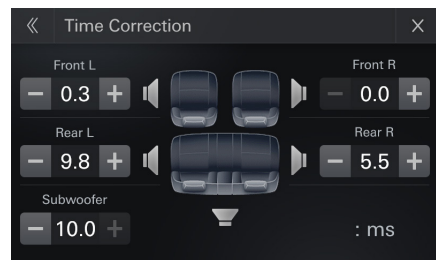 Time Correction
Front L
Front R
0.3
0.0
Rear L
Rear R
9.8
5.5
Subwoofer
10.0
: ms